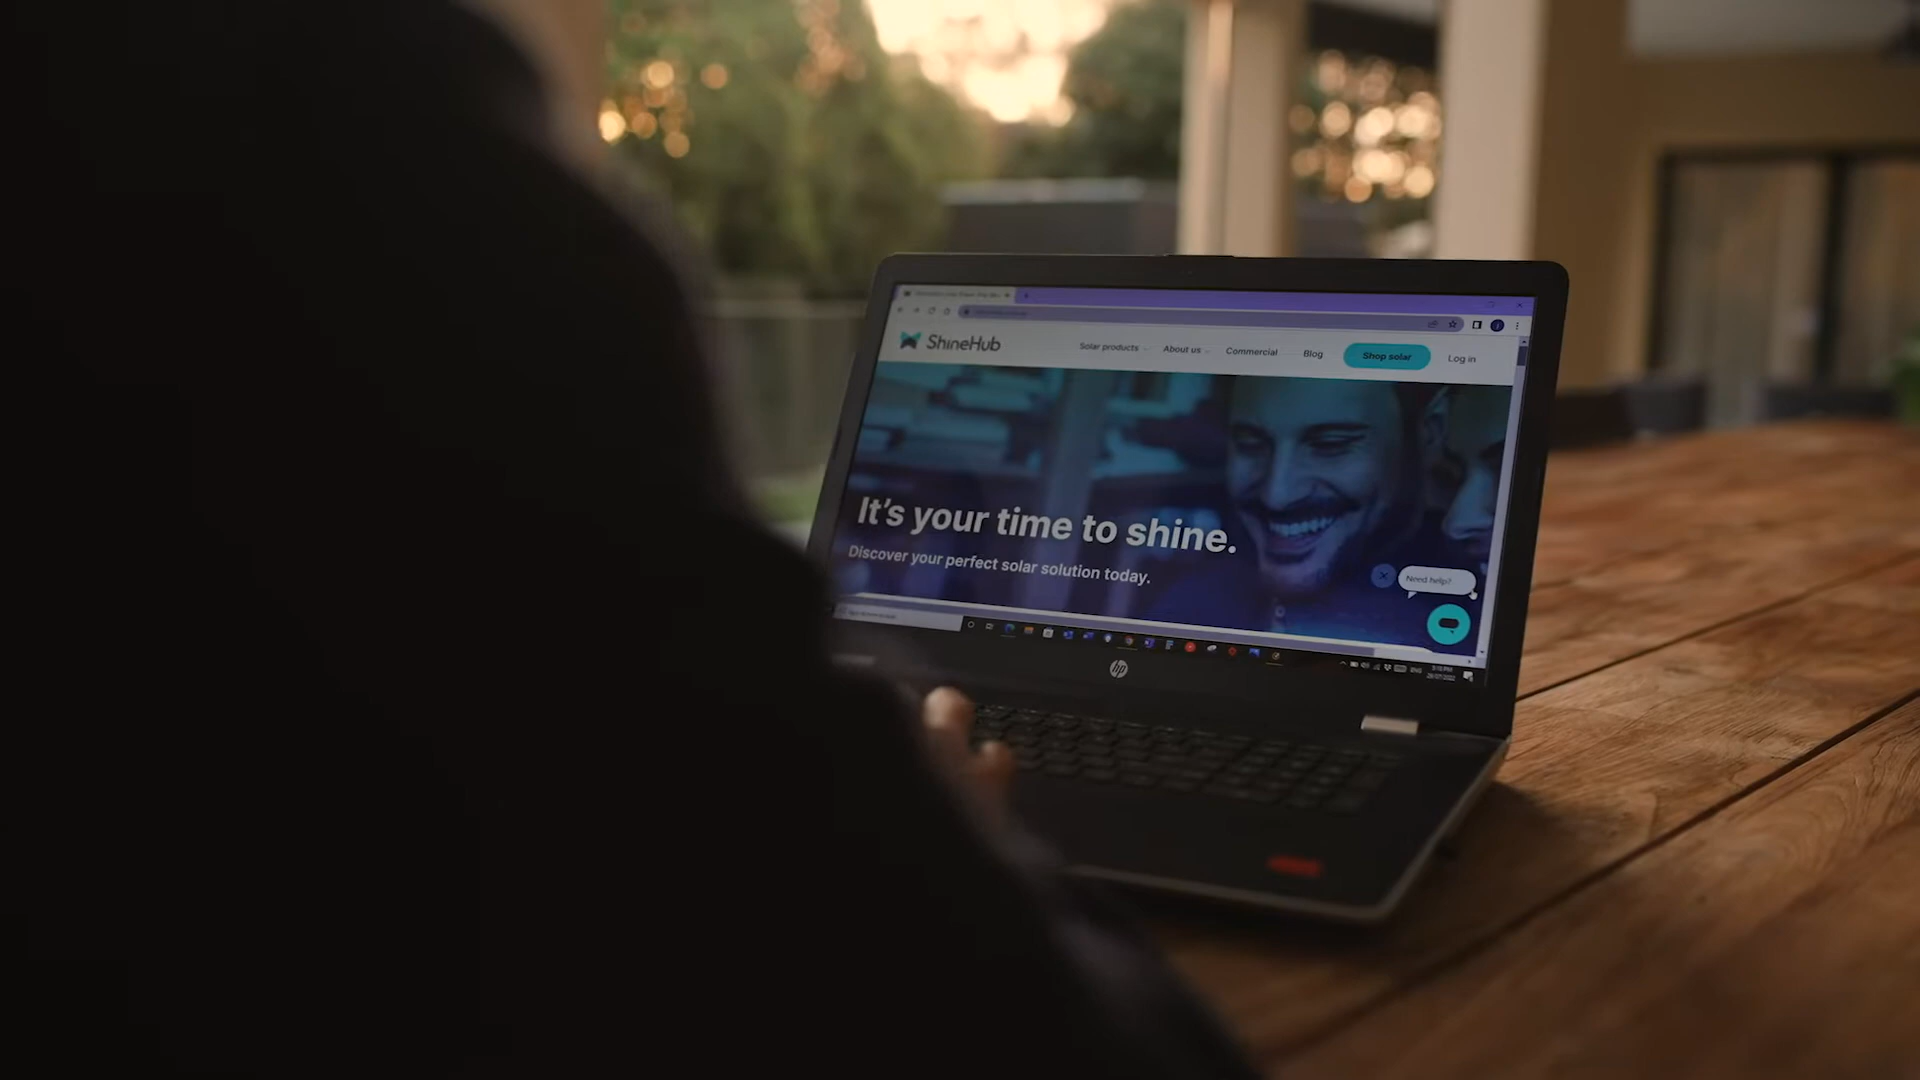 ShineHub
Solar products
About us
Commercial
Blog
Shop solar
Log in
It's your time to shine.
Discover your perfect solar solution today.
Need help?
hp